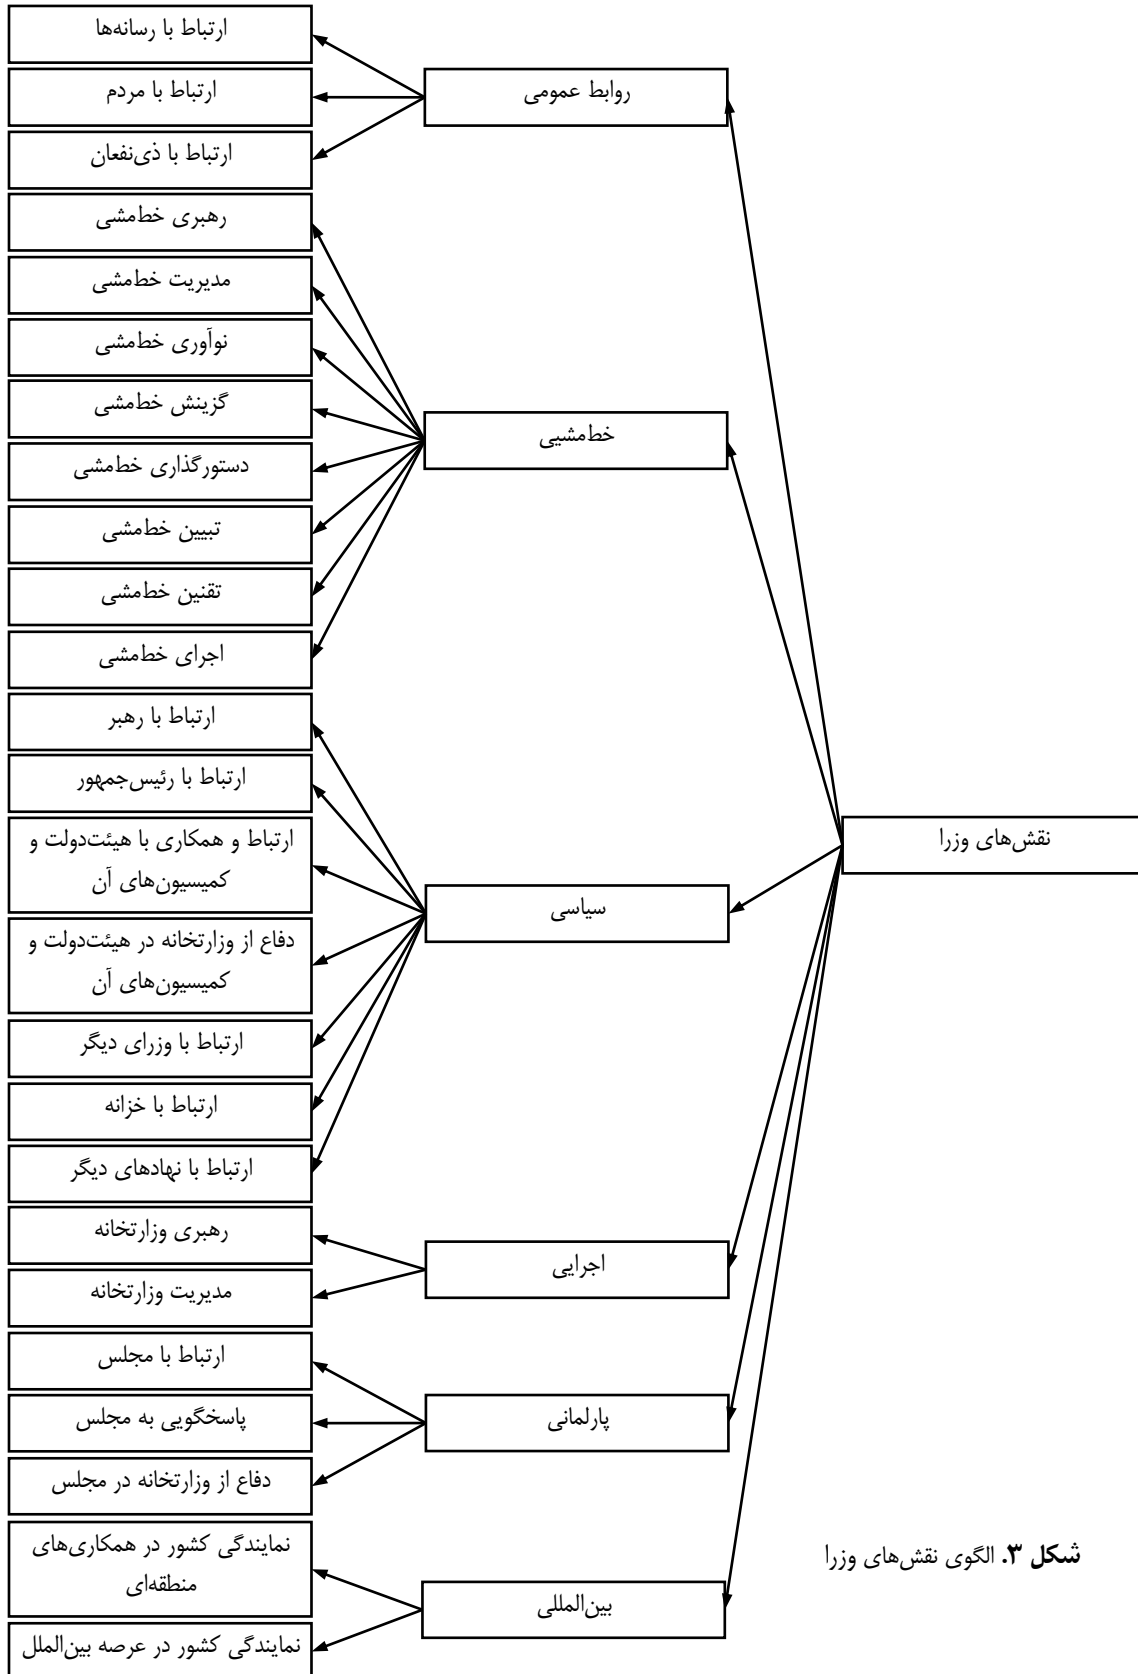 نقش‌های وزرا
روابط عمومی
ارتباط با رسانه‌ها
ارتباط با مردم
ارتباط با ذی‌نفعان
خط‌مشیی
رهبری خط‌مشی
مدیریت خط‌مشی
نوآوری خط‌مشی
گزینش خط‌مشی
دستورگذاری خط‌مشی
تبیین خط‌مشی
تقنین خط‌مشی
اجرای خط‌مشی
سیاسی
ارتباط با رهبر
ارتباط با رئیس‌جمهور
ارتباط و همکاری با هیئت‌دولت و
کمیسیون‌های آن
دفاع از وزارتخانه در هیئت‌دولت و
کمیسیون‌های آن
ارتباط با وزرای دیگر
ارتباط با خزانه
ارتباط با نهادهای دیگر
اجرایی
رهبری وزارتخانه
مدیریت وزارتخانه
پارلمانی
ارتباط با مجلس
پاسخگویی به مجلس
دفاع از وزارتخانه در مجلس
بین‌المللی
نمایندگی کشور در همکاری‌های
منطقه‌ای
نمایندگی کشور در عرصه بین‌الملل
شکل ۳. الگوی نقش‌های وزرا